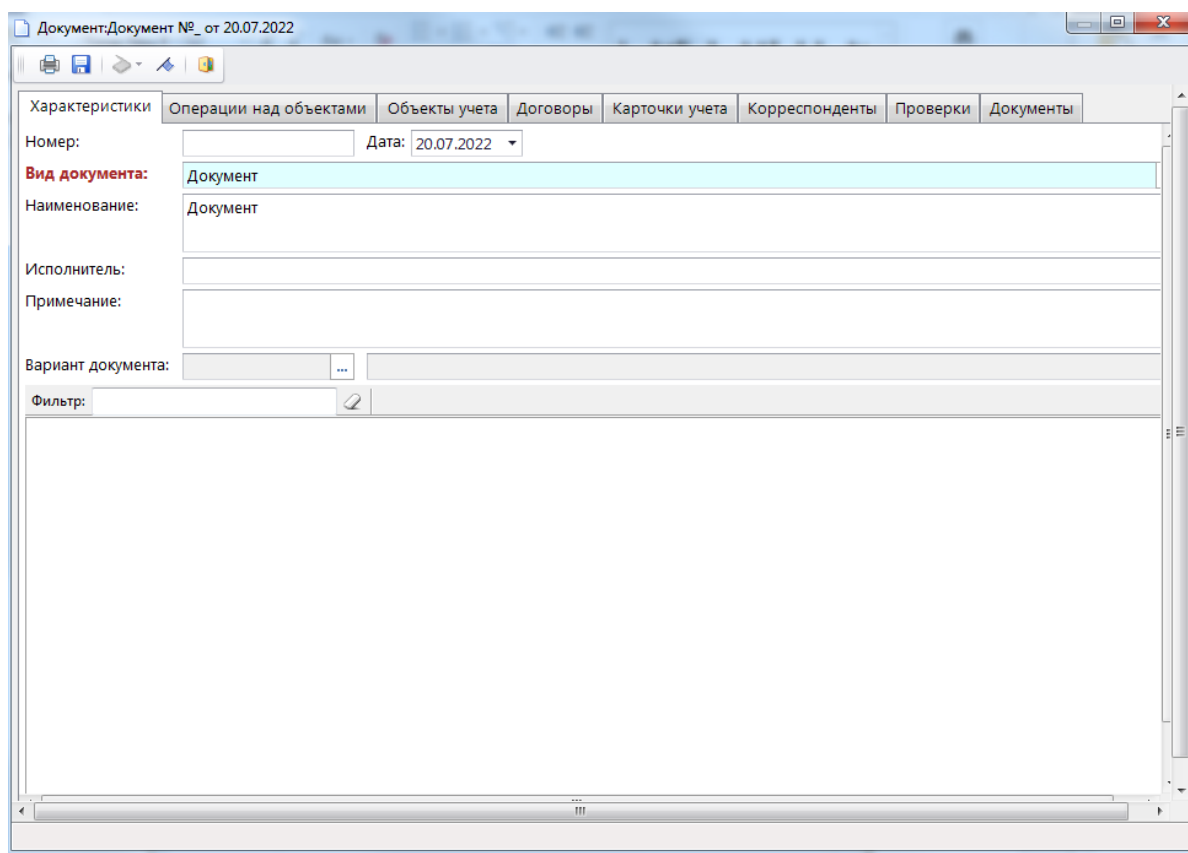 Документ:Документ №_ от 20.07.2022
Характеристики Операции над объектами Объекты учета Договоры Карточки учета Корреспонденты Проверки Документы
Номер: Дата: 20.07.2022
Вид документа: Документ
Наименование: Документ
Исполнитель:
Примечание:
Вариант документа: ...
Фильтр: